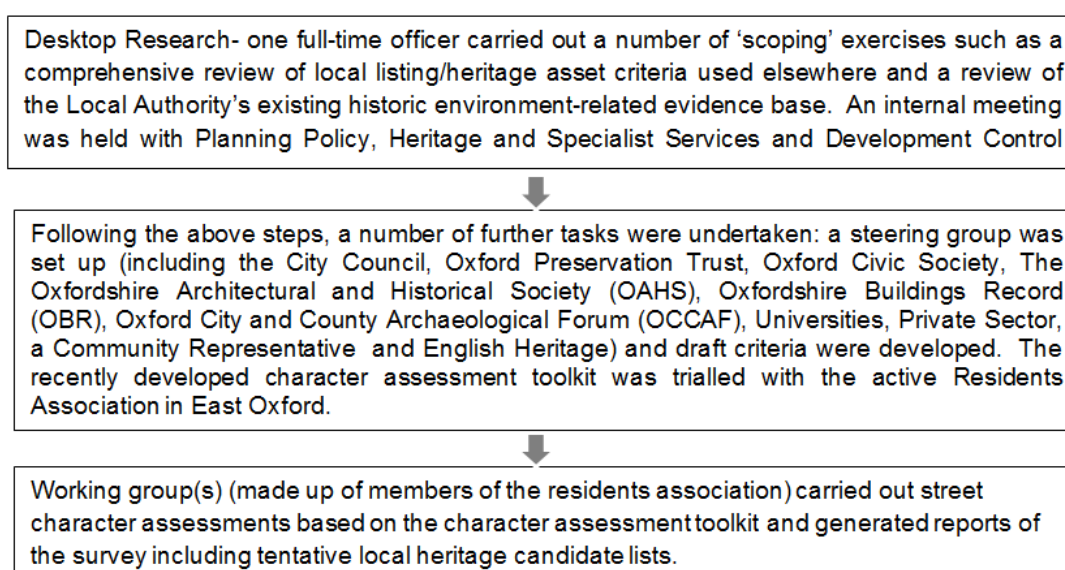 Desktop Research- one full-time officer carried out a number of ‘scoping’ exercises such as a
comprehensive review of local listing/heritage asset criteria used elsewhere and a review of
the Local Authority’s existing historic environment-related evidence base. An internal meeting
was held with Planning Policy, Heritage and Specialist Services and Development Control
Following the above steps, a number of further tasks were undertaken: a steering group was
set up (including the City Council, Oxford Preservation Trust, Oxford Civic Society, The
Oxfordshire Architectural and Historical Society (OAHS), Oxfordshire Buildings Record
(OBR), Oxford City and County Archaeological Forum (OCCAF), Universities, Private Sector,
a Community Representative and English Heritage) and draft criteria were developed. The
recently developed character assessment toolkit was trialled with the active Residents
Association in East Oxford.
Working group(s) (made up of members of the residents association) carried out street
character assessments based on the character assessment toolkit and generated reports of
the survey including tentative local heritage candidate lists.